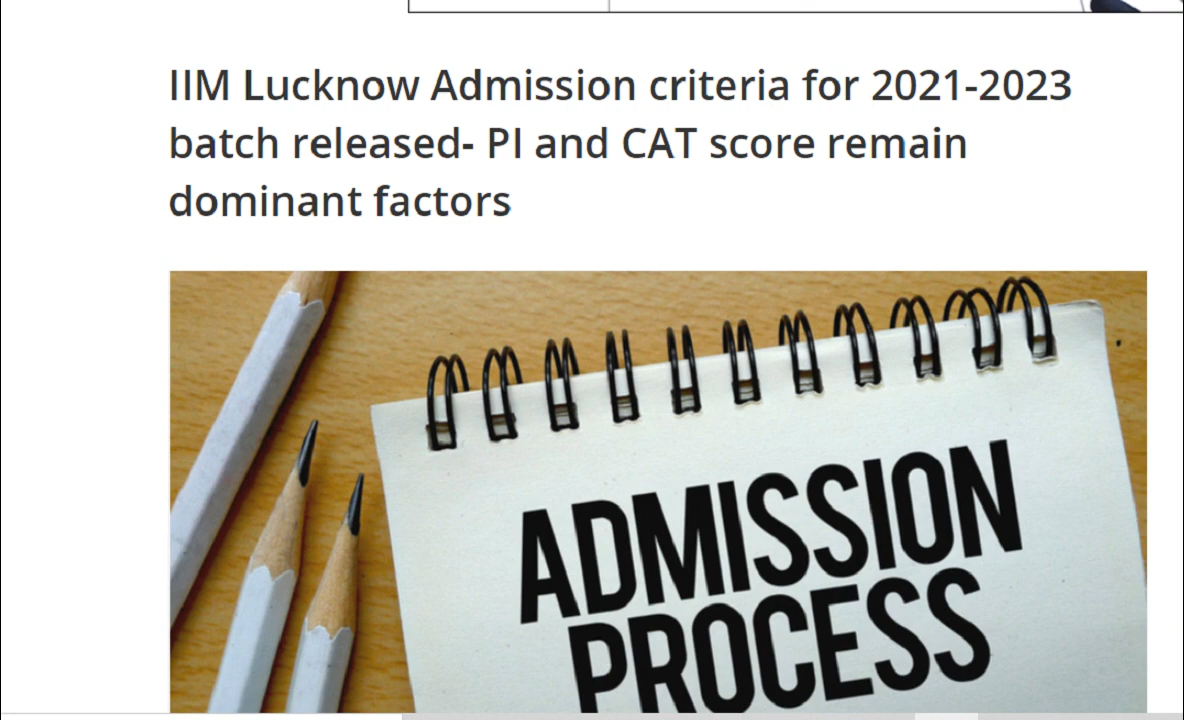 IIM Lucknow Admission criteria for 2021-2023
batch released- PI and CAT score remain
dominant factors
ADMISSION
PROCESS